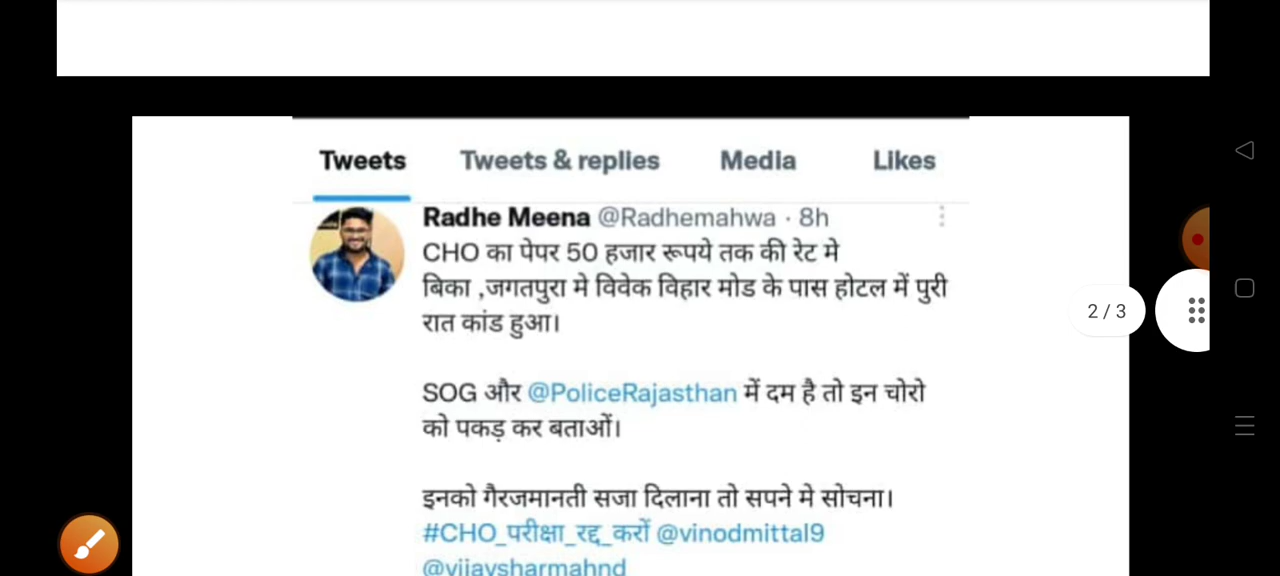 Tweets Tweets & replies Media Likes
Radhe Meena @Radhemahwa · 8h
CHO का पेपर 50 हजार रूपये तक की रेट मे
बिका ,जगतपुरा मे विवेक विहार मोड के पास होटल में पुरी
रात कांड हुआ।
2 / 3
SOG और @PoliceRajasthan में दम है तो इन चोरो
को पकड़ कर बताओं।
इनको गैरजमानती सजा दिलाना तो सपने मे सोचना।
#CHO_परीक्षा_रद्द_करों @vinodmittal9
@vijaysharmahnd